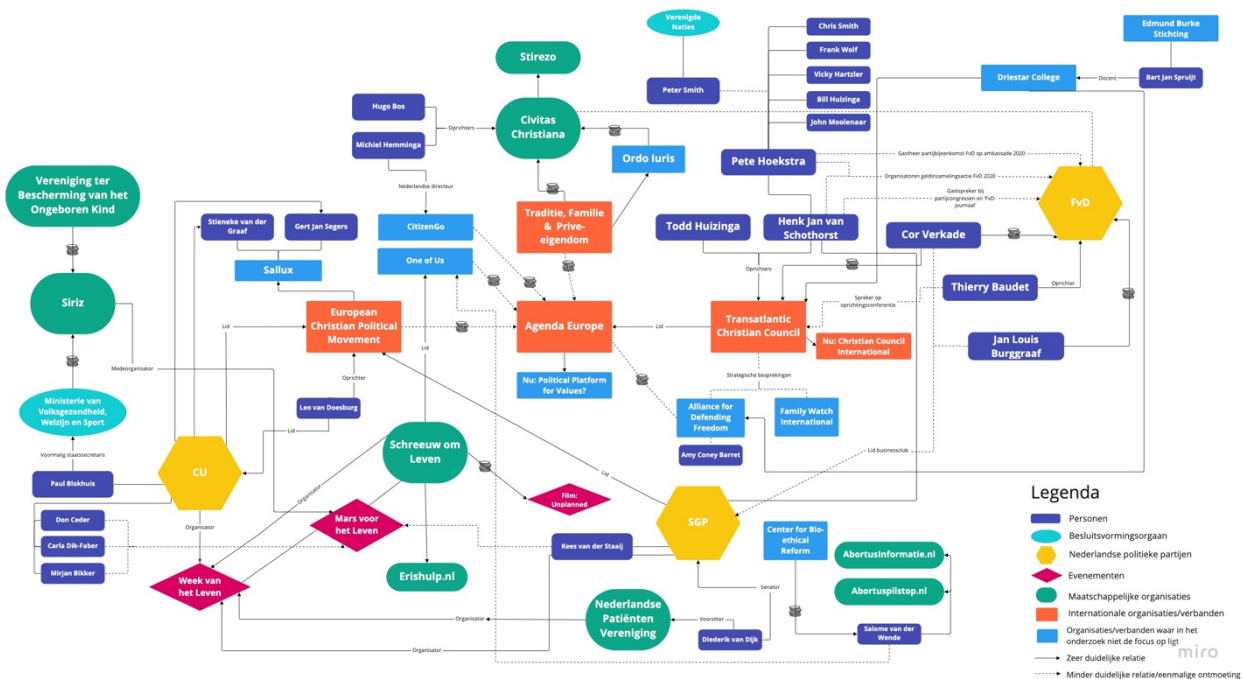 Verenigde
Naties
Chris Smith
Frank Wolf
Vicky Hartzler
Bill Huizinga
John Moolenaar
Edmund Burke
Stichting
Stirezo
Peter Smith
Driestar College
Docent
Bart Jan Spruijt
Hugo Bos
Michiel Hemminga
Oprichters
Civitas
Christiana
Ordo Iuris
Pete Hoekstra
Gastheer partijbijeenkomst FvD op ambassade 2020
Organisatoren geldinzamelingsactie FvD 2020
Gastspreker bij
partijcongressen en 'FvD-
journaal'
FvD
Vereniging ter
Bescherming van het
Ongeboren Kind
Nederlandse directeur
Stieneke van der
Graaf
Gert Jan Segers
CitizenGo
Traditie, Familie
& Prive-
eigendom
Todd Huizinga
Henk Jan van
Schothorst
Cor Verkade
Sallux
One of Us
Oprichters
Siriz
Thierry Baudet
Oprichter
Spreker op
oprichtingsconferentie
Lid
European
Christian Political
Movement
Agenda Europe
Lid
Transatlantic
Christian Council
Nu: Christian Council
International
Jan Louis
Burggraaf
Lid
Medeorganisator
Oprichter
Nu: Political Platform
for Values?
Strategische besprekingen
Ministerie van
Volksgezondheid,
Welzijn en Sport
Leo van Doesburg
Lid
Alliance for
Defending
Freedom
Family Watch
International
Voormalig staatssecretaris
Schreeuw om
Leven
Amy Coney Barret
Lid businessclub
CU
Paul Blokhuis
Organisator
Lid
Film:
Unplanned
Legenda
Personen
Besluitsvormingsorgaan
Nederlandse politieke partijen
Evenementen
Maatschappelijke organisaties
Internationale organisaties/verbanden
Organisaties/verbanden waar in het
onderzoek niet de focus op ligt
Zeer duidelijke relatie
Minder duidelijke relatie/eenmalige ontmoeting
Don Ceder
Carla Dik-Faber
Mirjan Bikker
Organisator
Mars voor
het Leven
SGP
Center for Bio-
ethical
Reform
Kees van der Staaij
AbortusInformatie.nl
Week van
het Leven
Erishulp.nl
Abortuspilstop.nl
Senator
Organisator
Nederlandse
Patiënten
Vereniging
Voorzitter
Diederik van Dijk
Salome van der
Wende
Organisator
miro